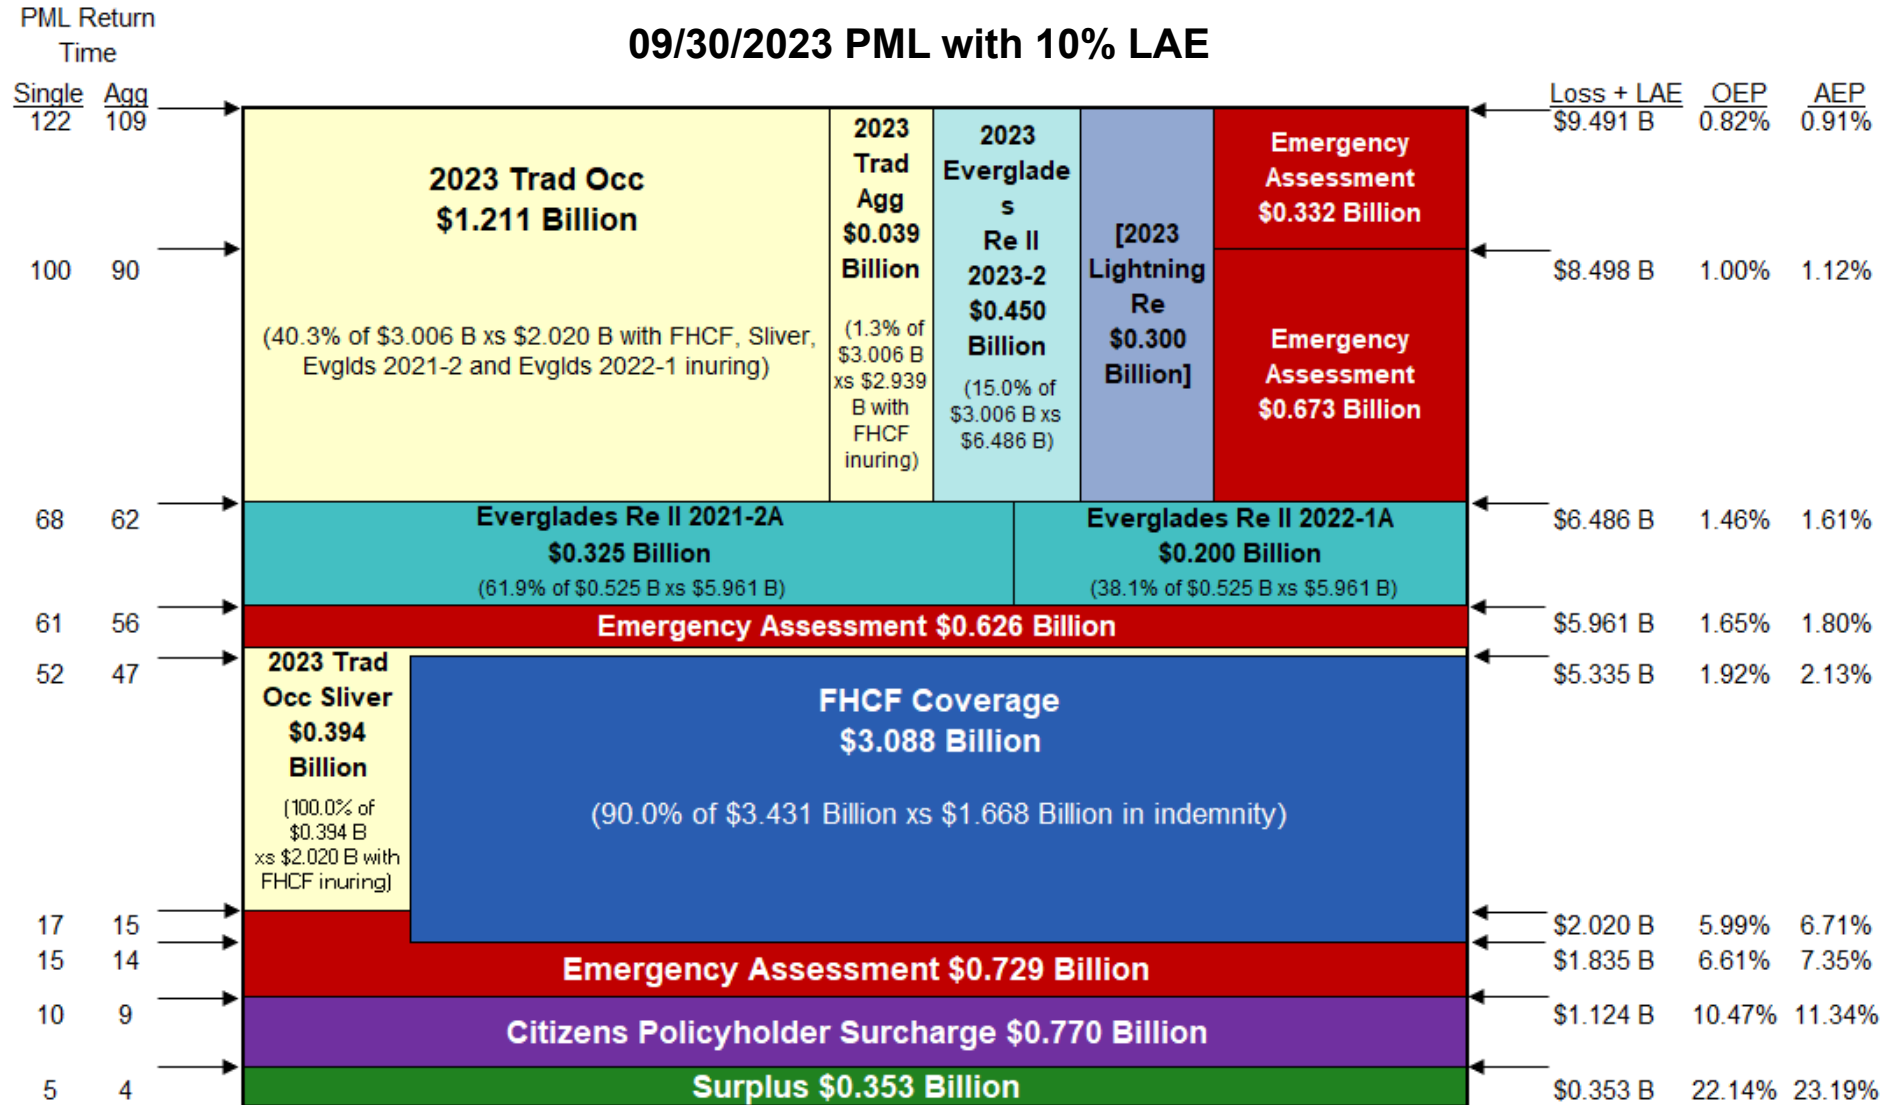 PML Return
Time
09/30/2023 PML with 10% LAE
Single Agg
Loss + LAE OEP AEP
122 109
$9.491 B 0.82% 0.91%
2023 Trad Occ
$1.211 Billion
(40.3% of $3.006 B xs $2.020 B with FHCF, Sliver,
Evglds 2021-2 and Evglds 2022-1 inuring)
2023
Trad
Agg
$0.039
Billion
(1.3% of
$3.006 B
xs $2.939
B with
FHCF
inuring)
2023
Everglade
s
Re II
2023-2
$0.450
Billion
(15.0% of
$3.006 B xs
$6.486 B)
[2023
Lightning
Re
$0.300
Billion]
Emergency
Assessment
$0.332 Billion
100 90
$8.498 B 1.00% 1.12%
Emergency
Assessment
$0.673 Billion
68 62
$6.486 B 1.46% 1.61%
Everglades Re II 2021-2A
$0.325 Billion
(61.9% of $0.525 B xs $5.961 B)
Everglades Re II 2022-1A
$0.200 Billion
(38.1% of $0.525 B xs $5.961 B)
61 56
$5.961 B 1.65% 1.80%
Emergency Assessment $0.626 Billion
52 47
$5.335 B 1.92% 2.13%
2023 Trad
Occ Sliver
$0.394
Billion
(100.0% of
$0.394 B
xs $2.020 B with
FHCF inuring)
FHCF Coverage
$3.088 Billion
(90.0% of $3.431 Billion xs $1.668 Billion in indemnity)
17 15
$2.020 B 5.99% 6.71%
15 14
$1.835 B 6.61% 7.35%
Emergency Assessment $0.729 Billion
10 9
$1.124 B 10.47% 11.34%
Citizens Policyholder Surcharge $0.770 Billion
5 4
$0.353 B 22.14% 23.19%
Surplus $0.353 Billion